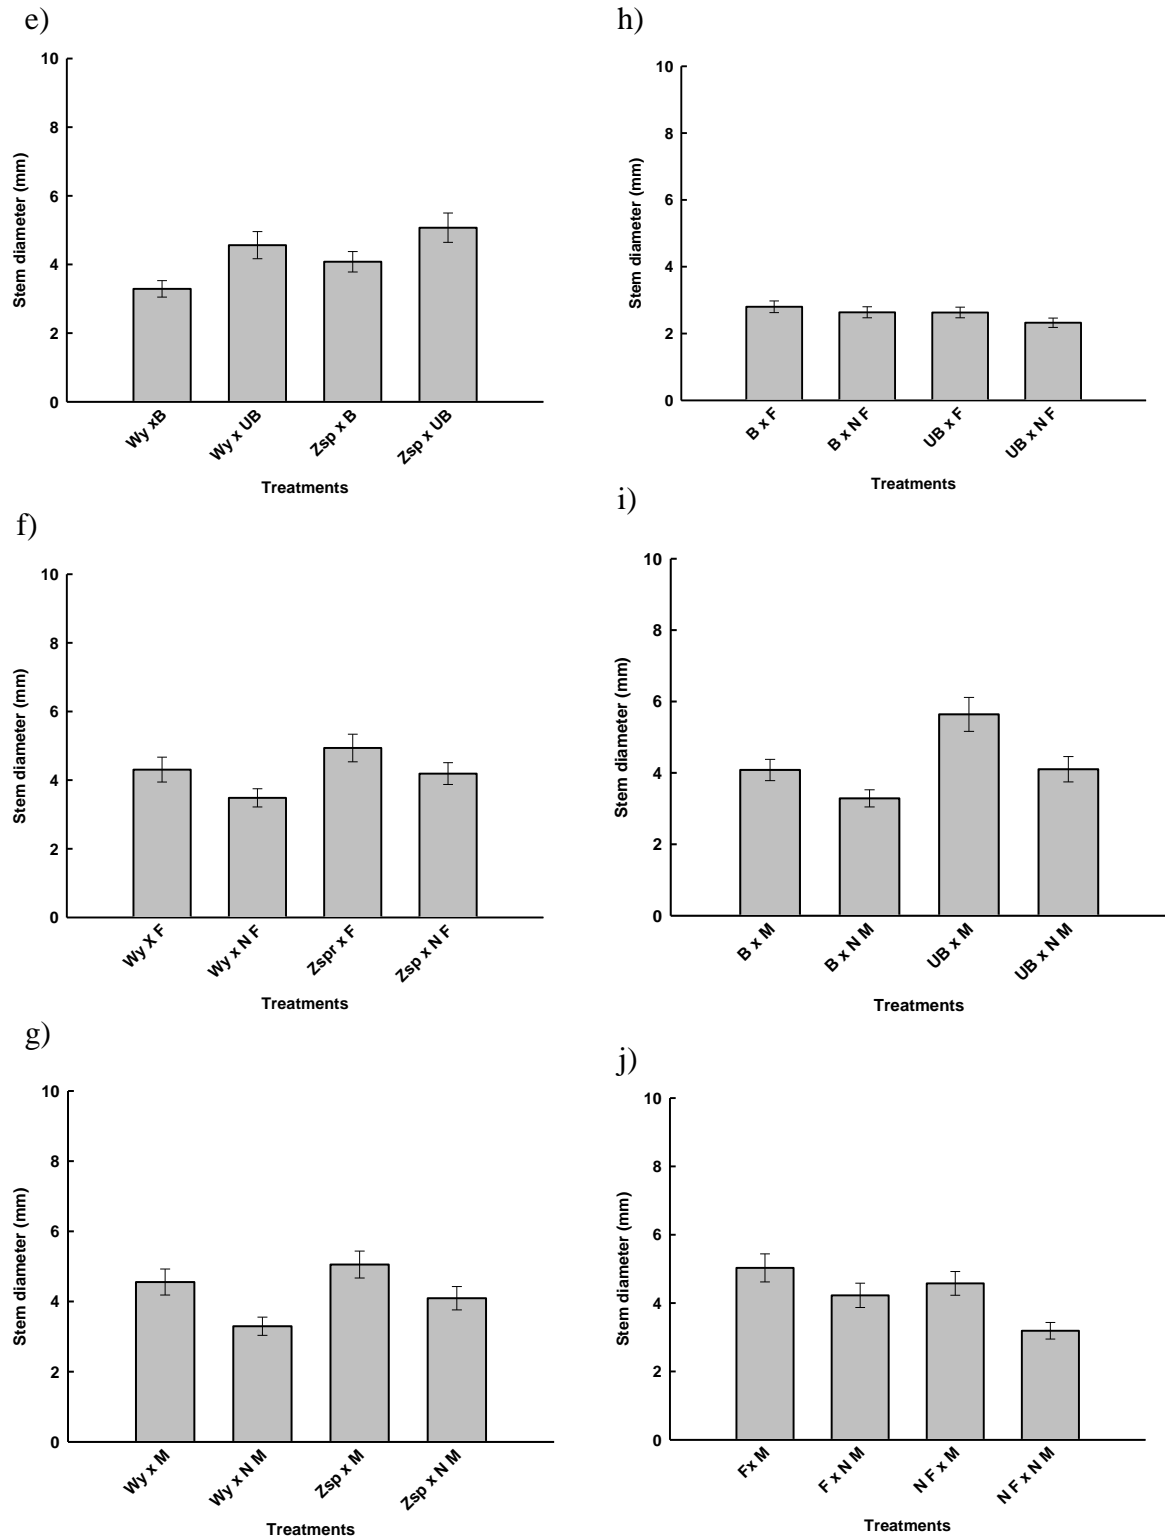 e)
10
8
6
4
2
0
Stem diameter (mm)
Wy xB
Wy x UB
Zsp x B
Zsp x UB
Treatments
f)
10
8
6
4
2
0
Stem diameter (mm)
Wy X F
Wy x N F
Zspr x F
Zsp x N F
Treatments
g)
10
8
6
4
2
0
Stem diameter (mm)
Wy x M
Wy x N M
Zsp x M
Zsp x N M
Treatments
h)
10
8
6
4
2
0
Stem diameter (mm)
B x F
B x N F
UB x F
UB x N F
Treatments
i)
10
8
6
4
2
0
Stem diameter (mm)
B x M
B x N M
UB x M
UB x N M
Treatments
j)
10
8
6
4
2
0
Stem diameter (mm)
Fx M
F x N M
N F x M
N F x N M
Treatments